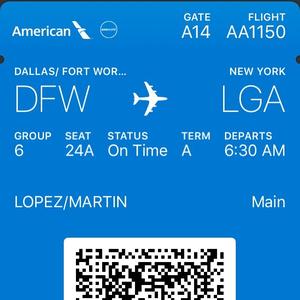 American
GATE FLIGHT
A14 AA1150
DALLAS/ FORT WOR... NEW YORK
DFW LGA
GROUP SEAT STATUS TERM DEPARTS
6 24A On Time A 6:30 AM
LOPEZ/MARTIN Main